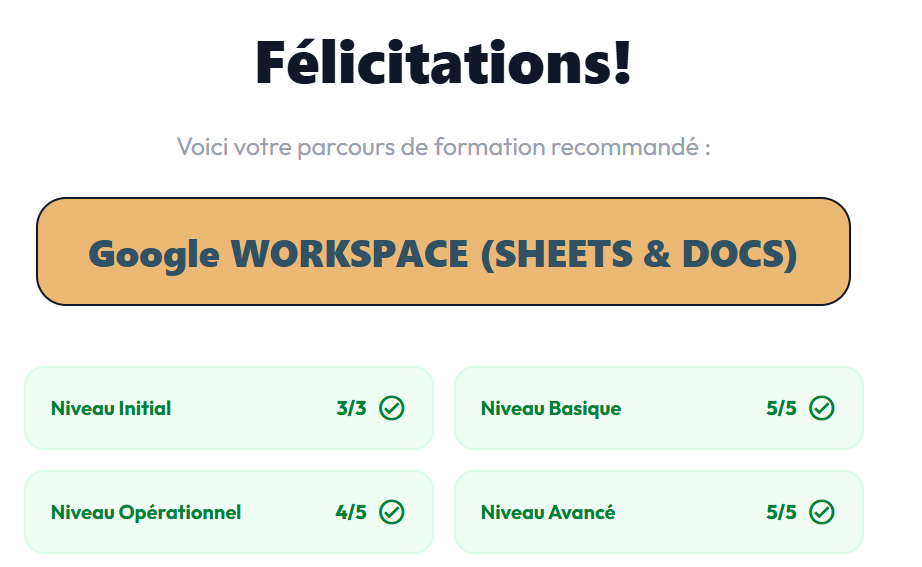 Félicitations!
Voici votre parcours de formation recommandé :
Google WORKSPACE (SHEETS & DOCS)
Niveau Initial 3/3
Niveau Basique 5/5
Niveau Opérationnel 4/5
Niveau Avancé 5/5